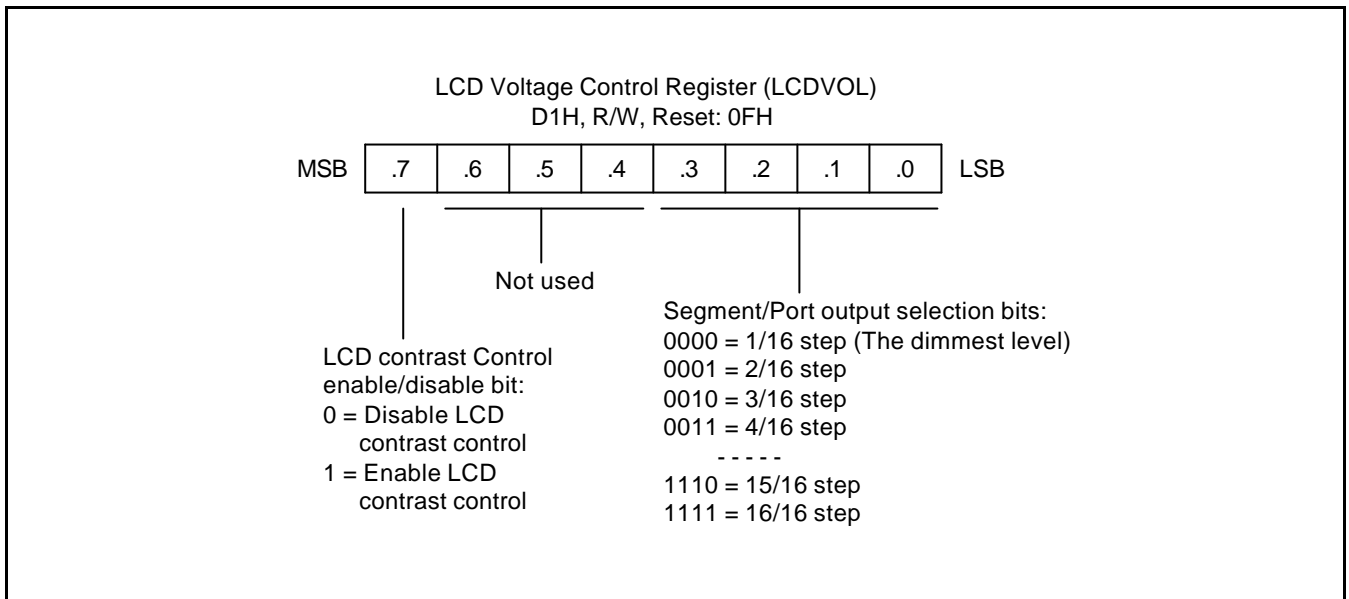 LCD Voltage Control Register (LCDVOL)
D1H, R/W, Reset: 0FH
MSB .7 .6 .5 .4 .3 .2 .1 .0 LSB
Not used
LCD contrast Control
enable/disable bit:
0 = Disable LCD
contrast control
1 = Enable LCD
contrast control
Segment/Port output selection bits:
0000 = 1/16 step (The dimmest level)
0001 = 2/16 step
0010 = 3/16 step
0011 = 4/16 step
- - - - -
1110 = 15/16 step
1111 = 16/16 step